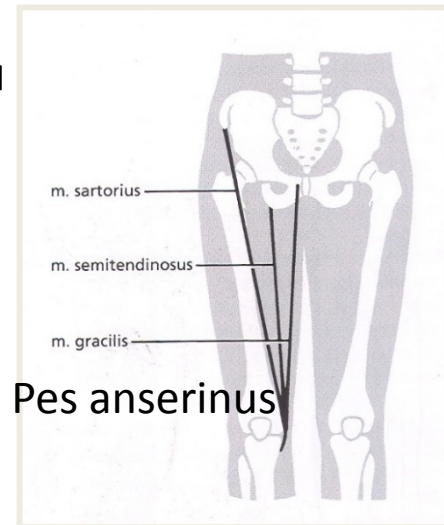 m. sartorius
m. semitendinosus
m. gracilis
Pes anserinus